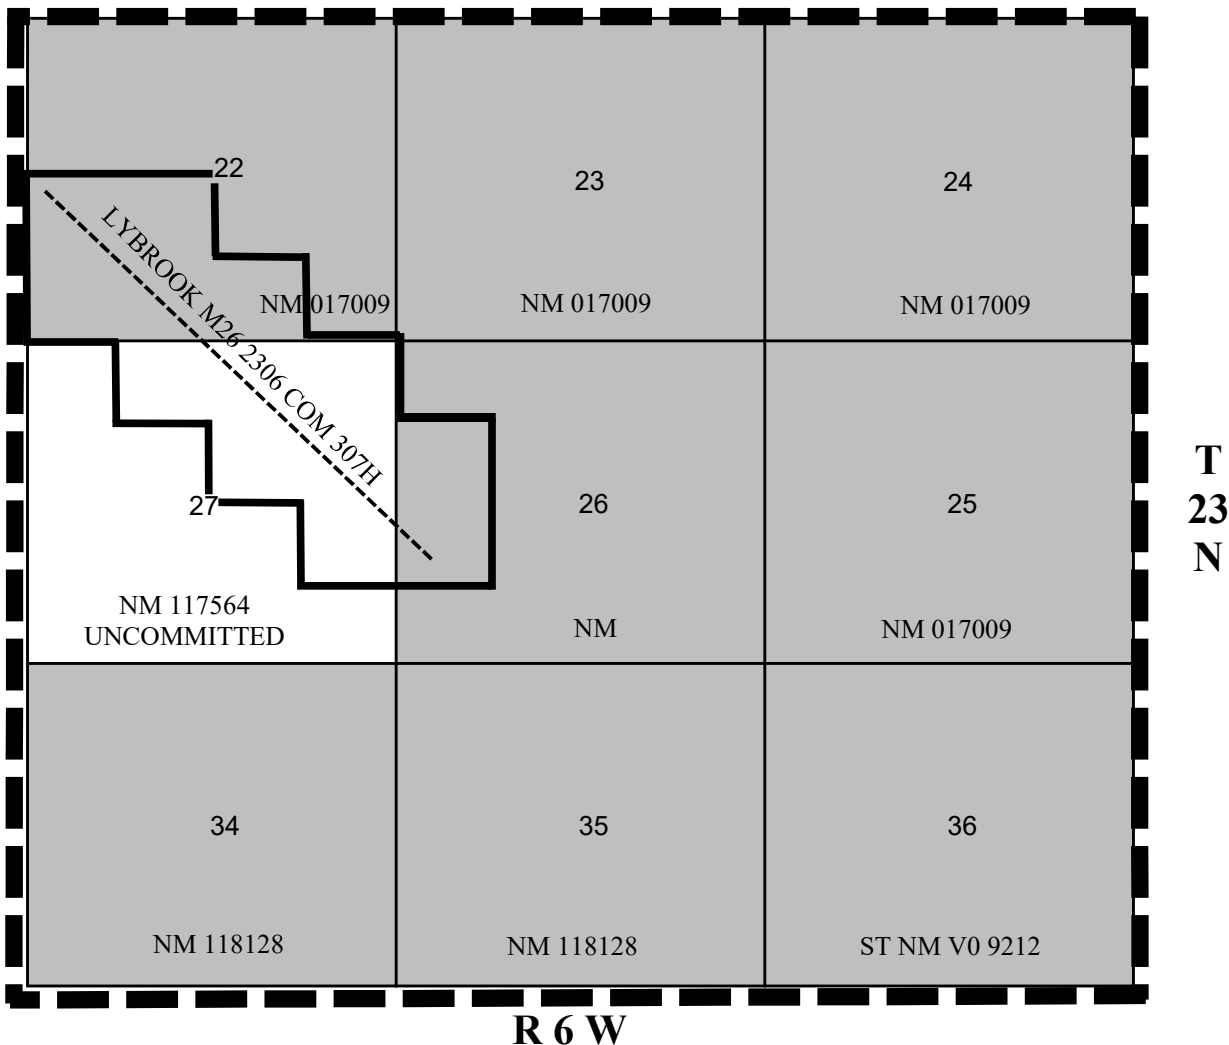 22
23
24
LYBROOK M26 2306 COM 307H
NM 017009
NM 017009
NM 017009
27
26
25
NM 117564
UNCOMMITTED
NM
NM 017009
T
23
N
34
35
36
NM 118128
NM 118128
ST NM V0 9212
R 6 W